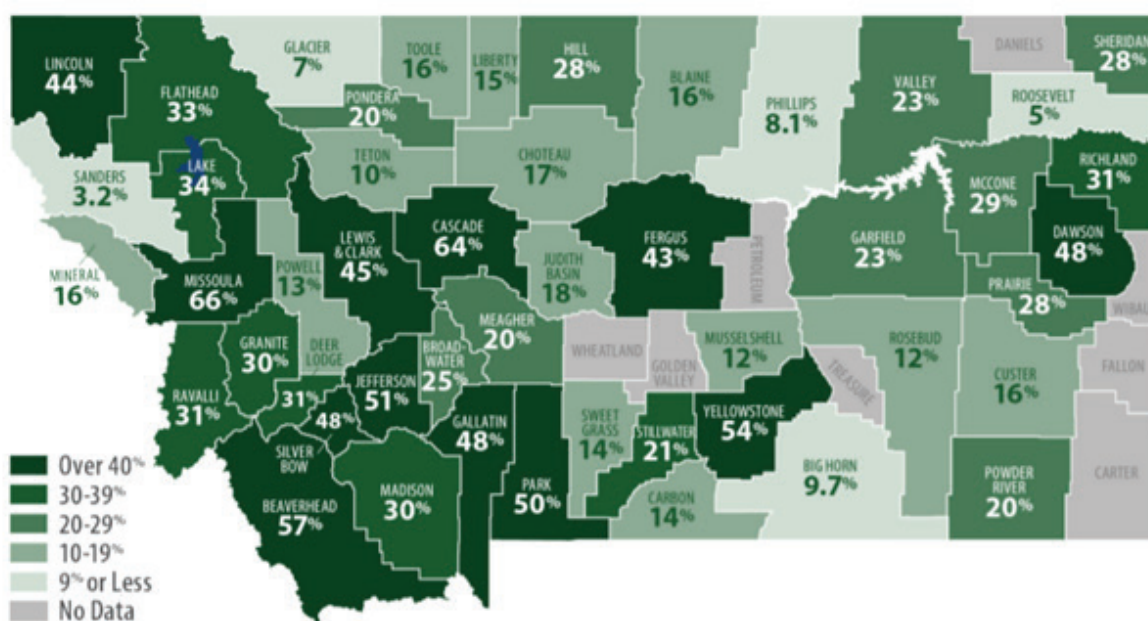 LINCOLN
44%
FLATHEAD
33%
GLACIER
7%
TOOLE
16%
LIBERTY
15%
HILL
28%
BLAINE
16%
PHILLIPS
8.1%
VALLEY
23%
DANIELS
SHERIDAN
28%
ROOSEVELT
5%
PONDERA
20%
SANDERS
3.2%
LAKE
34%
TETON
10%
CHOTEAU
17%
RICHLAND
31%
MCCONE
29%
MINERAL
16%
MISSOULA
66%
POWELL
13%
LEWIS
& CLARK
45%
CASCADE
64%
JUDITH
BASIN
18%
FERGUS
43%
PETROLEUM
GARFIELD
23%
DAWSON
48%
PRAIRIE
28%
WIBAU
GRANITE
30%
DEER
LODGE
31%
RAVALLI
31%
JEFFERSON
51%
BROAD
WATER
25%
MEAGHER
20%
WHEATLAND
GOLDEN
VALLEY
MUSSELSHELL
12%
TREASURE
ROSEBUD
12%
CUSTER
16%
FALLON
48%
SILVER
BOW
GALLATIN
48%
PARK
50%
SWEET
GRASS
14%
STILLWATER
21%
YELLOWSTONE
54%
BIG HORN
9.7%
POWDER
RIVER
20%
CARTER
BEAVERHEAD
57%
MADISON
30%
CARBON
14%
Over 40%
30-39%
20-29%
10-19%
9% or Less
No Data